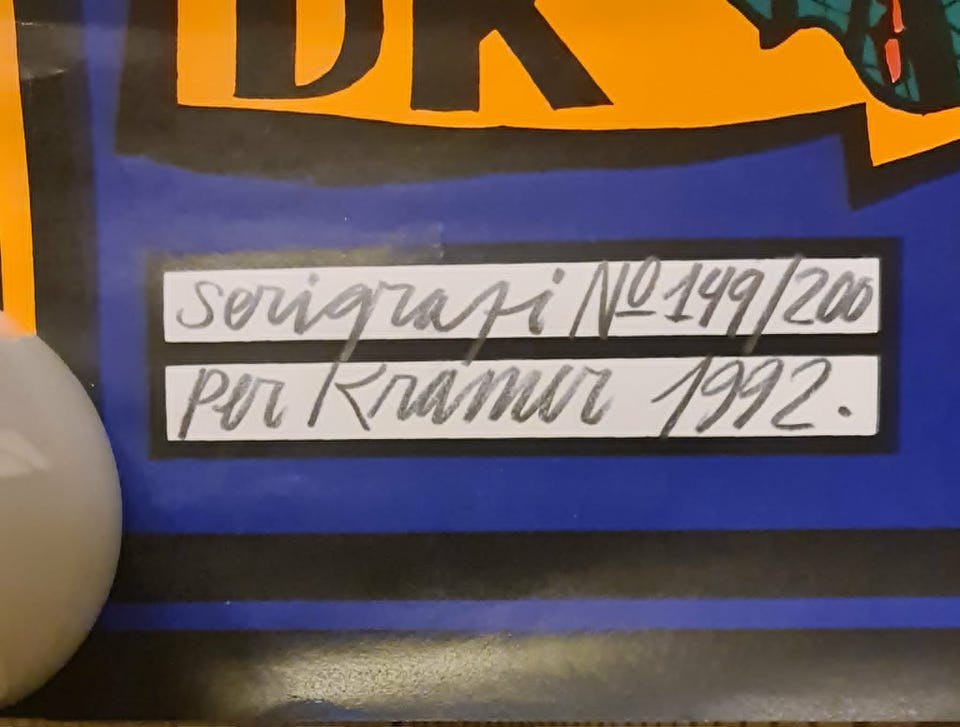 DK
serigrafi Nº 149/200
per Kramer 1992.